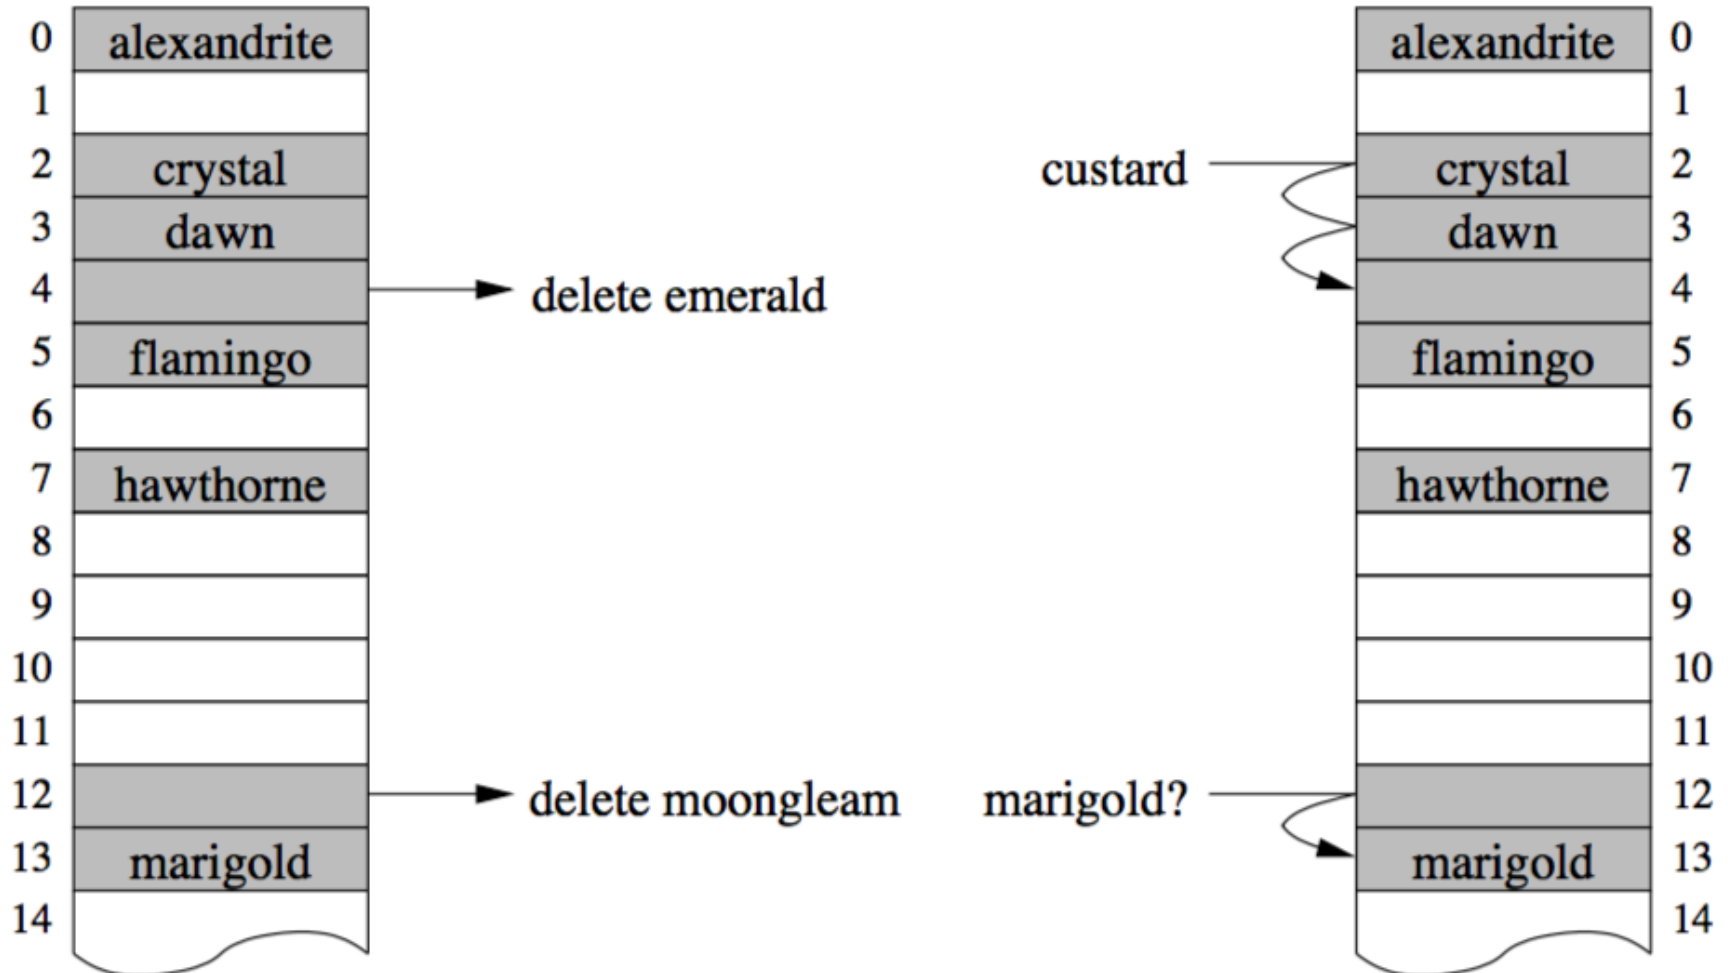 0 alexandrite alexandrite 0
1 1
2 crystal custard crystal 2
3 dawn dawn 3
4 delete emerald 4
5 flamingo flamingo 5
6 6
7 hawthorne hawthorne 7
8 8
9 9
10 10
11 11
12 delete moongleam marigold? 12
13 marigold marigold 13
14 14